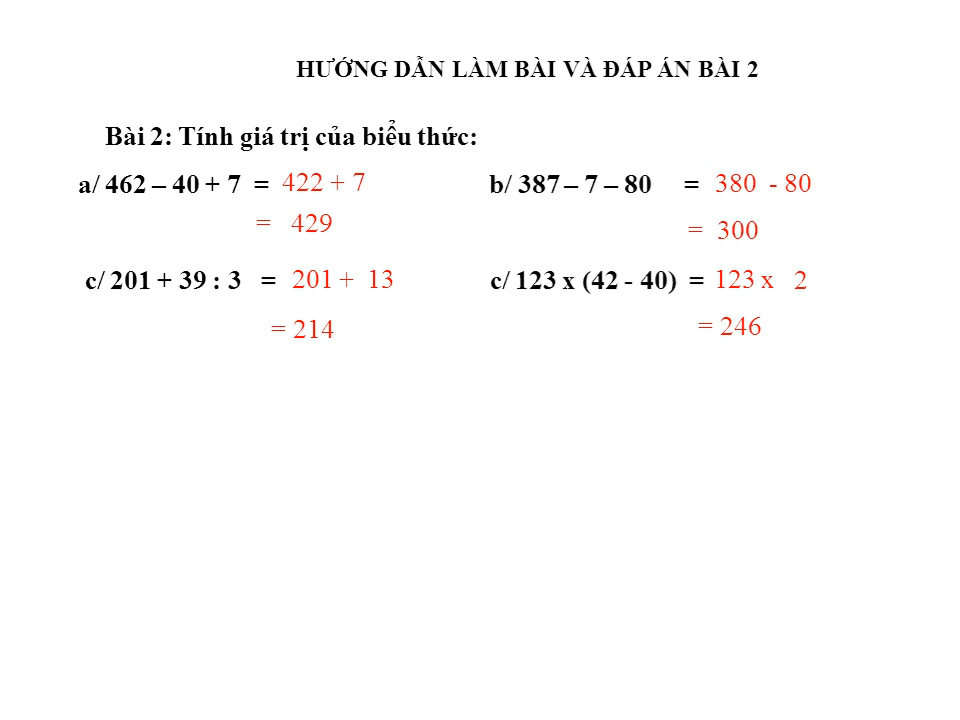 HƯỚNG DẪN LÀM BÀI VÀ ĐÁP ÁN BÀI 2
Bài 2: Tính giá trị của biểu thức:
a/ 462 – 40 + 7 = 422 + 7
= 429
b/ 387 – 7 – 80 = 380 - 80
= 300
c/ 201 + 39 : 3 = 201 + 13
= 214
c/ 123 x (42 - 40) = 123 x 2
= 246